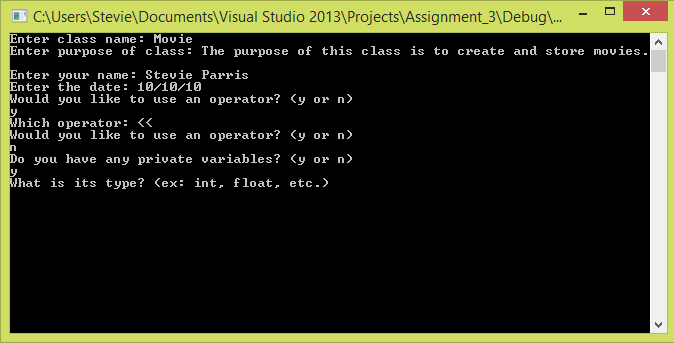 C:\Users\Stevie\Documents\Visual Studio 2013\Projects\Assignment_3\Debug\...
Enter class name: Movie
Enter purpose of class: The purpose of this class is to create and store movies.
Enter your name: Stevie Parris
Enter the date: 10/10/10
Would you like to use an operator? (y or n)
y
Which operator: <<
Would you like to use an operator? (y or n)
n
Do you have any private variables? (y or n)
y
What is its type? (ex: int, float, etc.)